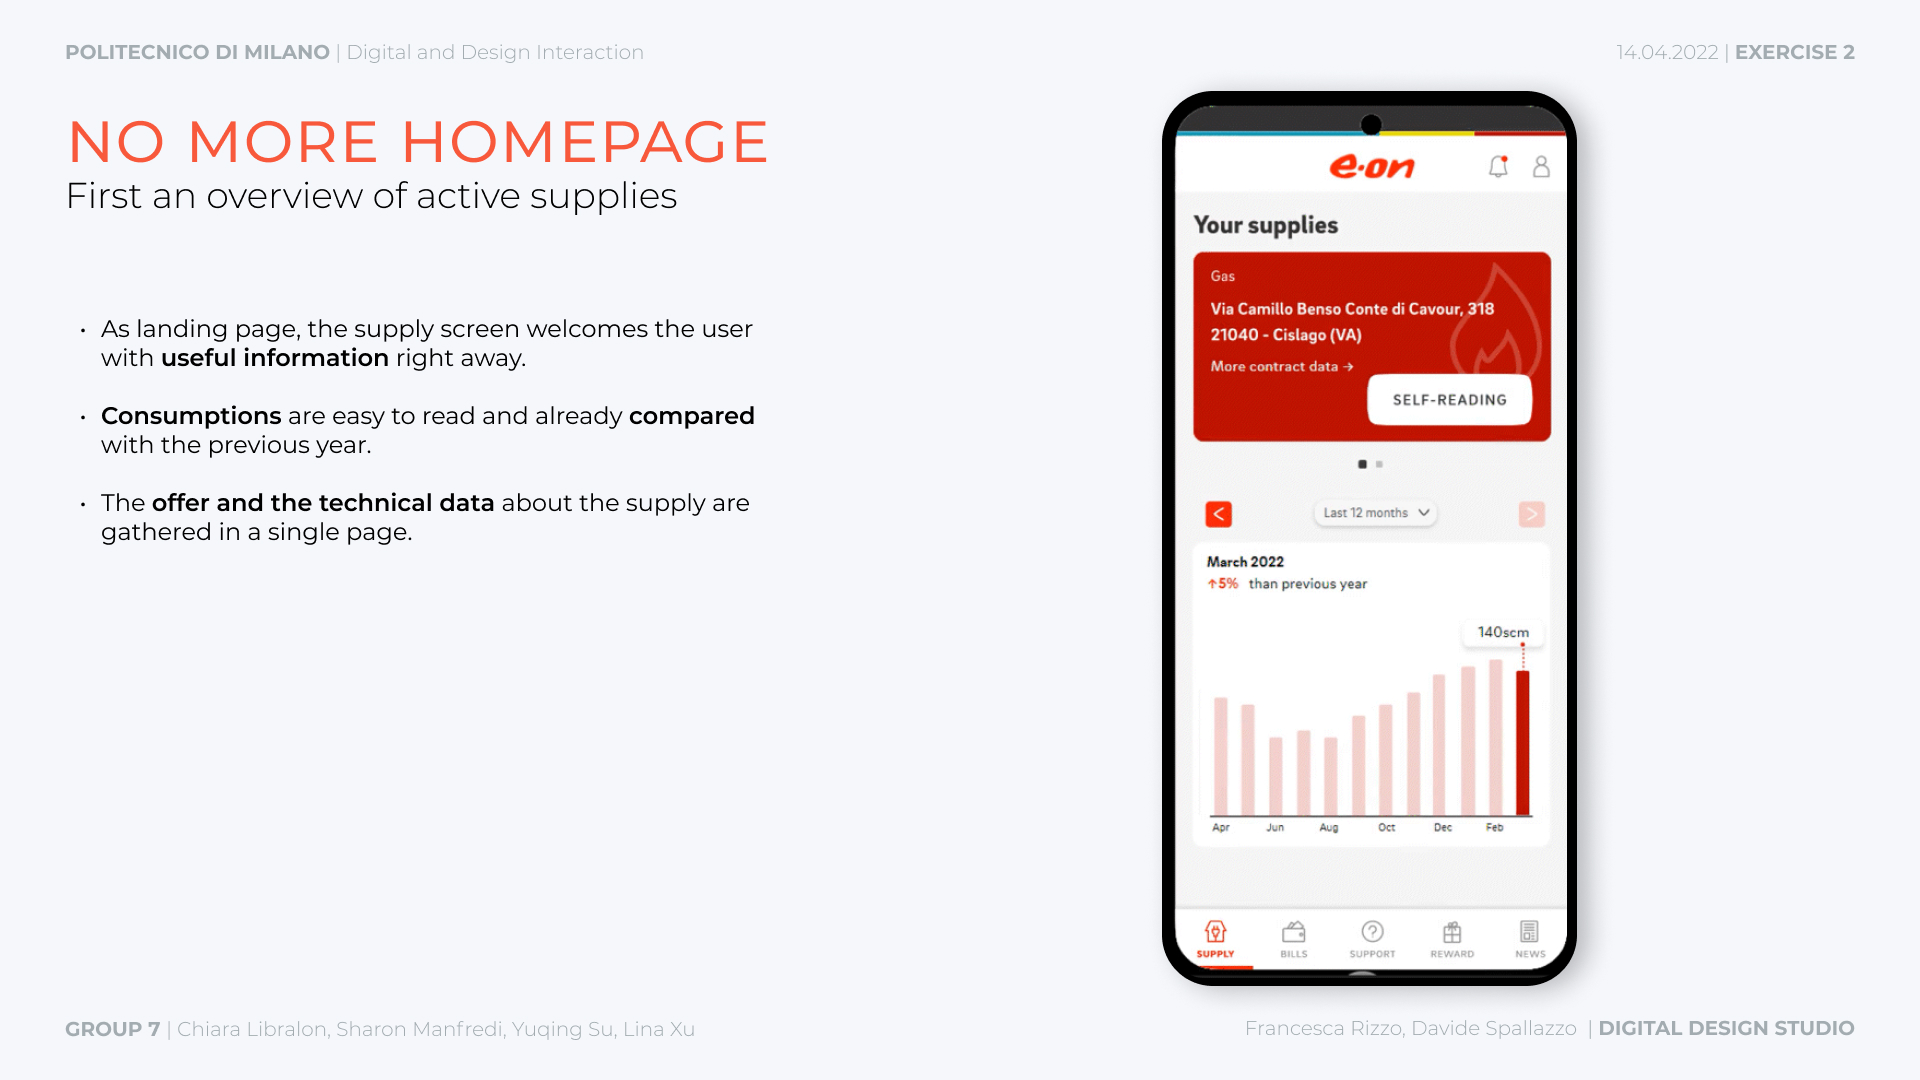 POLITECNICO DI MILANO | Digital and Design Interaction
14.04.2022 | EXERCISE 2
NO MORE HOMEPAGE
First an overview of active supplies
• As landing page, the supply screen welcomes the user
with useful information right away.
• Consumptions are easy to read and already compared
with the previous year.
• The offer and the technical data about the supply are
gathered in a single page.
e·on
Your supplies
Gas
Via Camillo Benso Conte di Cavour, 318
21040 - Cislago (VA)
More contract data →
SELF-READING
< Last 12 months >
March 2022
↑5% than previous year
140scm
Apr Jun Aug Oct Dec Feb
SUPPLY BILLS SUPPORT REWARD NEWS
GROUP 7 | Chiara Libralon, Sharon Manfredi, Yuqing Su, Lina Xu
Francesca Rizzo, Davide Spallazzo | DIGITAL DESIGN STUDIO